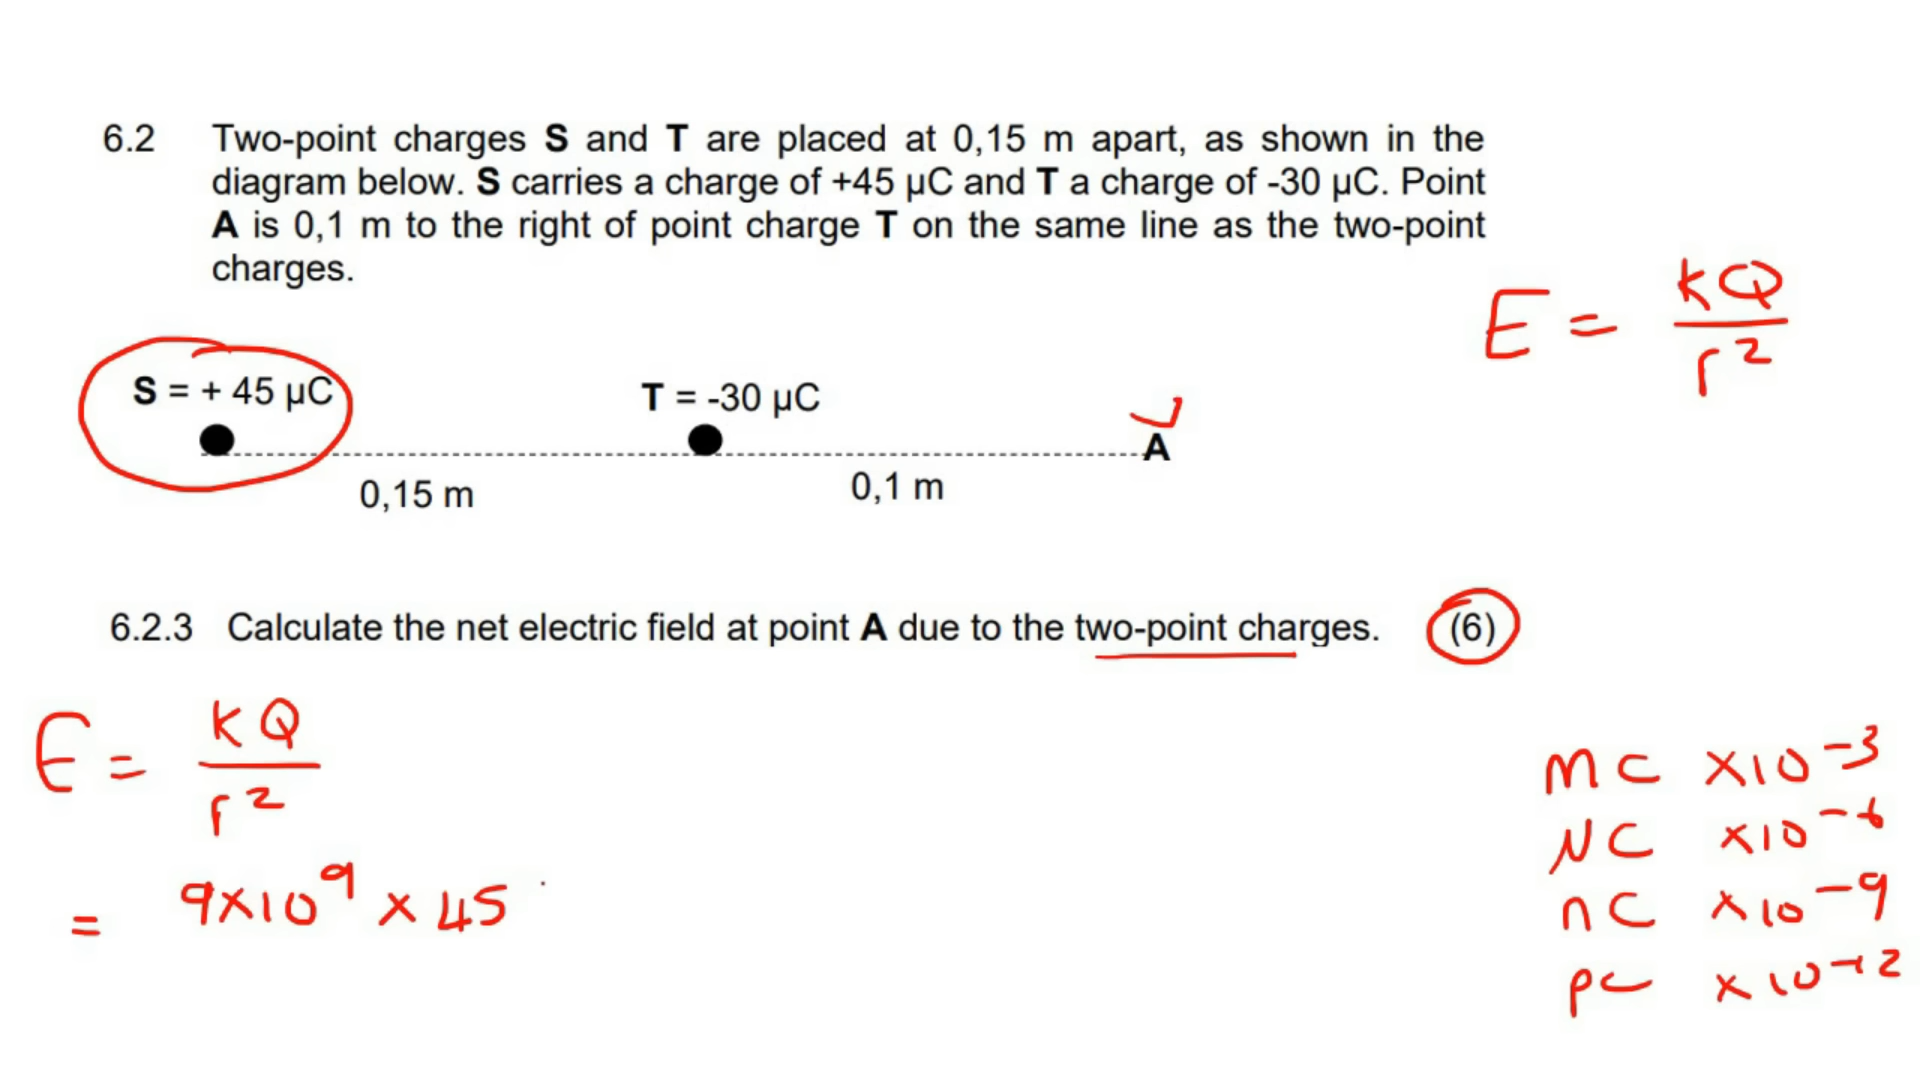 6.2 Two-point charges S and T are placed at 0,15 m apart, as shown in the
diagram below. S carries a charge of +45 µC and T a charge of -30 µC. Point
A is 0,1 m to the right of point charge T on the same line as the two-point
charges.
E = kQ
r²
S = + 45 µC
T = -30 µC
A
0,15 m
0,1 m
6.2.3 Calculate the net electric field at point A due to the two-point charges. (6)
E = kQ
r²
= 9×10⁹ × 45
mC ×10⁻³
µC ×10⁻⁶
nC ×10⁻⁹
pC ×10⁻¹²